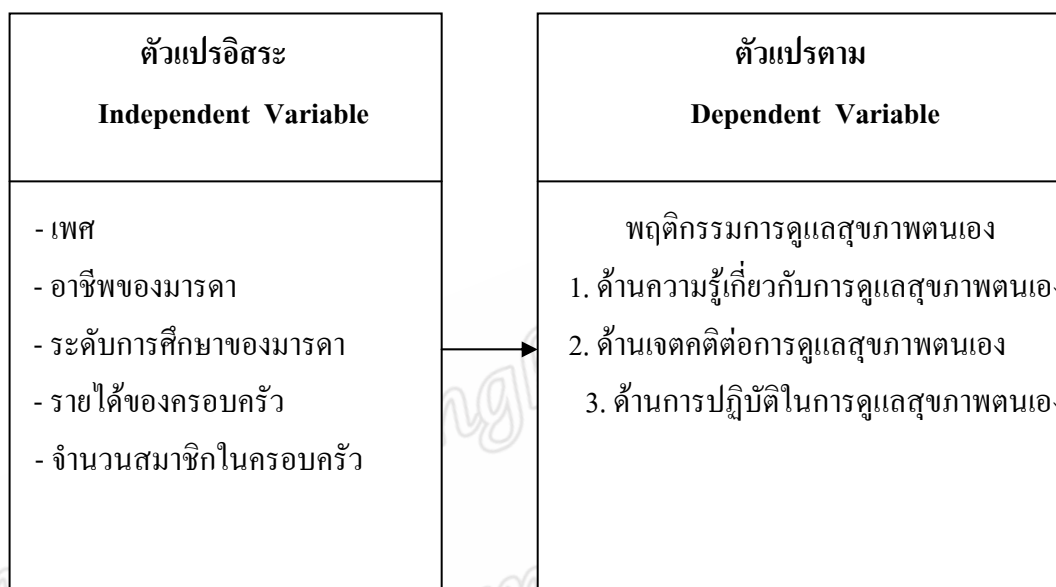 ตัวแปรอิสระ
Independent Variable
- เพศ
- อาชีพของมารดา
- ระดับการศึกษาของมารดา
- รายได้ของครอบครัว
- จำนวนสมาชิกในครอบครัว
ตัวแปรตาม
Dependent Variable
พฤติกรรมการดูแลสุขภาพตนเอง
1. ด้านความรู้เกี่ยวกับการดูแลสุขภาพตนเอ
2. ด้านเจตคติต่อการดูแลสุขภาพตนเอง
3. ด้านการปฏิบัติในการดูแลสุขภาพตนเอ